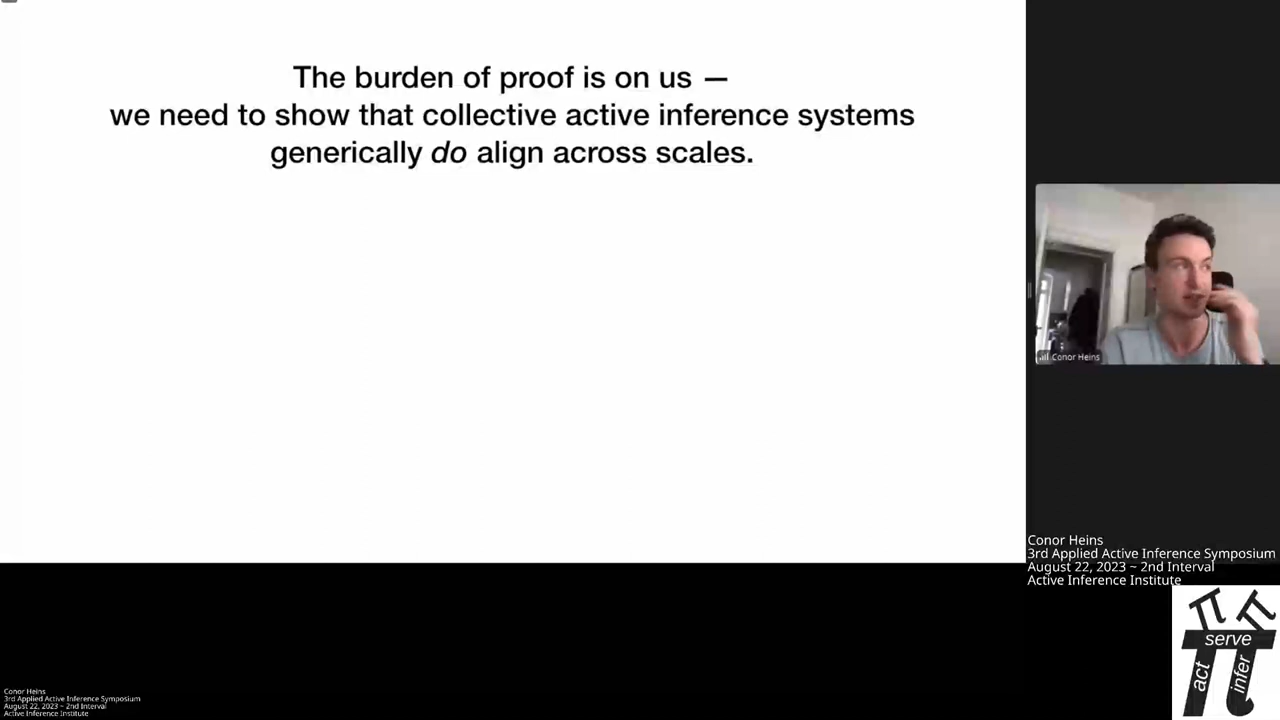 The burden of proof is on us —
we need to show that collective active inference systems
generically do align across scales.
Conor Heins
Conor Heins
3rd Applied Active Inference Symposium
August 22, 2023 ~ 2nd Interval
Active Inference Institute
π π
serve
act
infer
Conor Heins
3rd Applied Active Inference Symposium
August 22, 2023 ~ 2nd Interval
Active Inference Institute